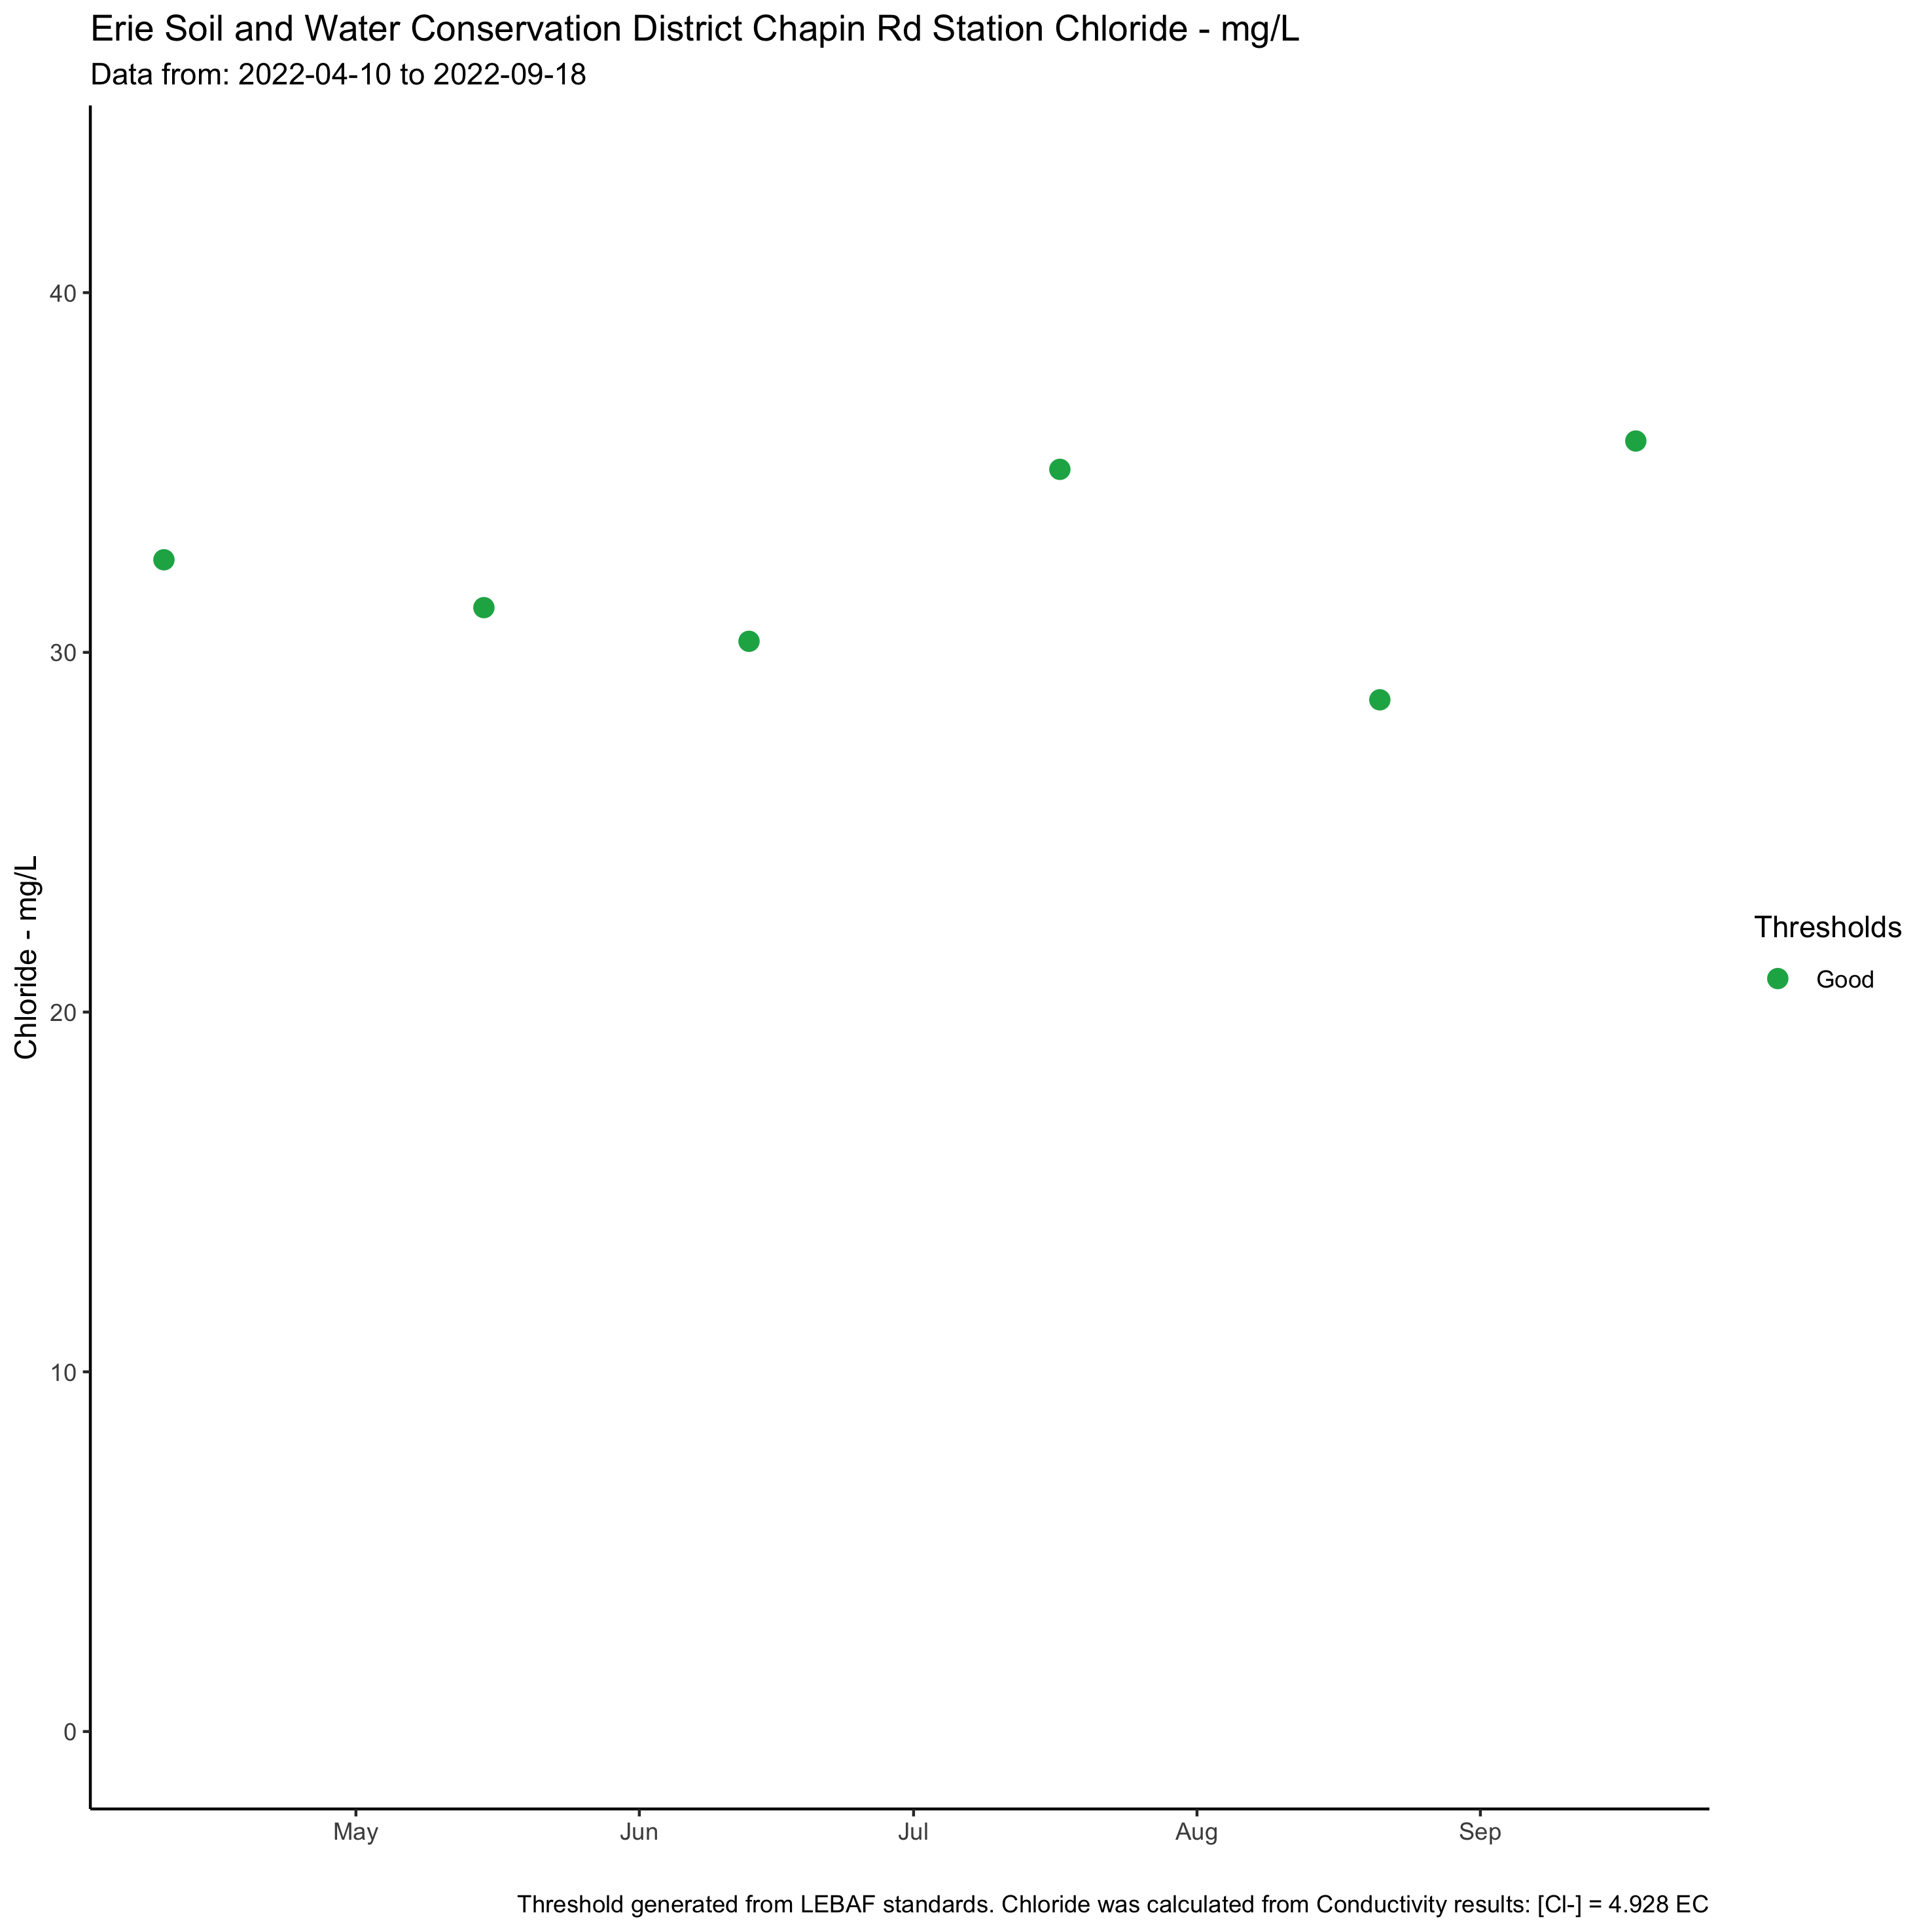 Erie Soil and Water Conservation District Chapin Rd Station Chloride - mg/L
Data from: 2022-04-10 to 2022-09-18
Chloride - mg/L
40
30
20
10
0
May Jun Jul Aug Sep
Thresholds
Good
Threshold generated from LEBAF standards. Chloride was calculated from Conductivity results: [Cl-] = 4.928 EC